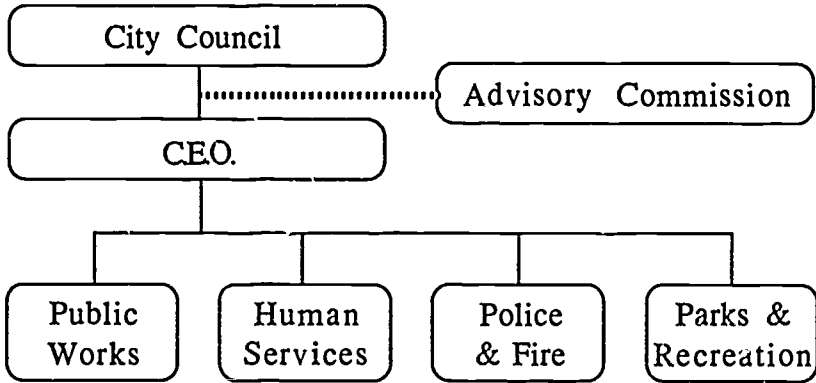 City Council
Advisory Commission
C.E.O.
Public
Works
Human
Services
Police
& Fire
Parks &
Recreation